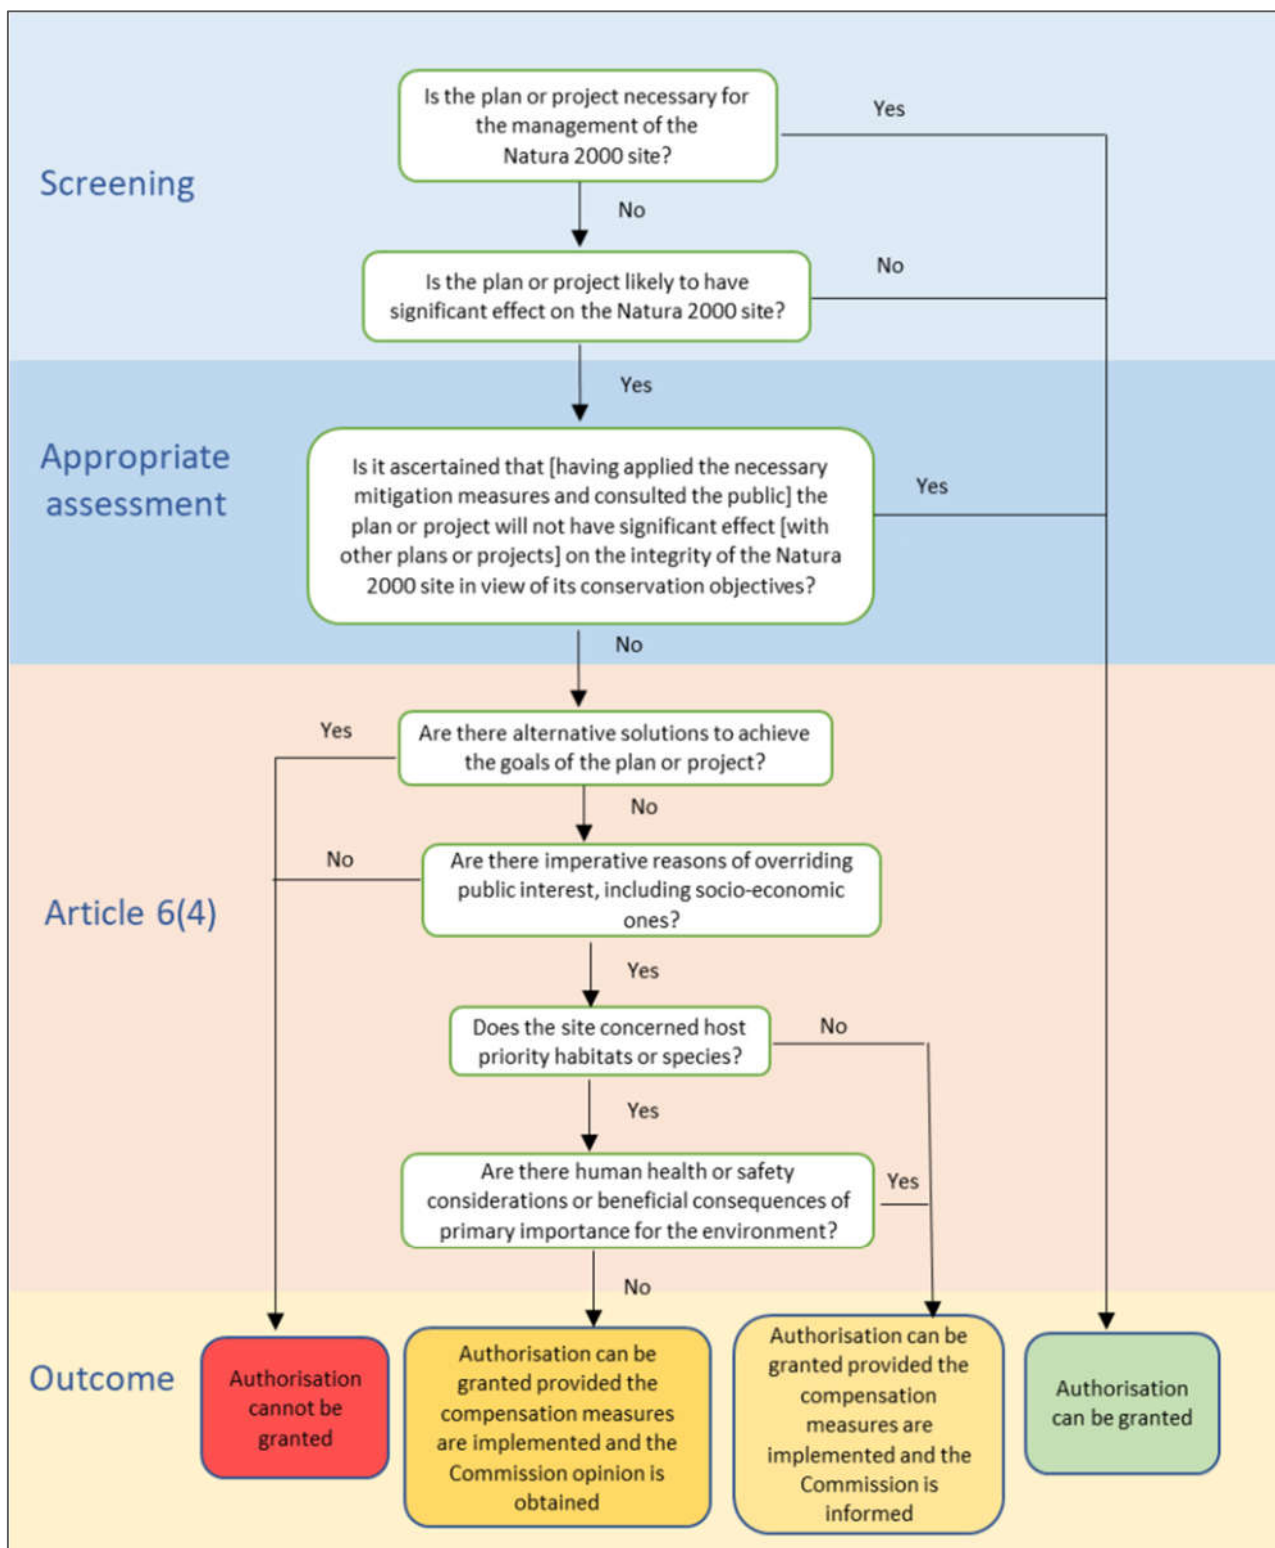 Is the plan or project necessary for
the management of the
Natura 2000 site?
Yes
Screening
No
Is the plan or project likely to have
significant effect on the Natura 2000 site?
No
Yes
Appropriate
assessment
Is it ascertained that [having applied the necessary
mitigation measures and consulted the public] the
plan or project will not have significant effect [with
other plans or projects] on the integrity of the Natura
2000 site in view of its conservation objectives?
Yes
No
Yes
Are there alternative solutions to achieve
the goals of the plan or project?
No
No
Are there imperative reasons of overriding
public interest, including socio-economic
ones?
Article 6(4)
Yes
Does the site concerned host
priority habitats or species?
No
Yes
Are there human health or safety
considerations or beneficial consequences of
primary importance for the environment?
Yes
No
Outcome
Authorisation
cannot be
granted
Authorisation can be
granted provided the
compensation measures
are implemented and the
Commission opinion is
obtained
Authorisation can be
granted provided the
compensation
measures are
implemented and the
Commission is
informed
Authorisation
can be granted